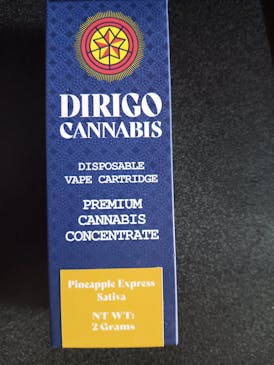 DIRIGO
CANNABIS
DISPOSABLE
VAPE CARTRIDGE
PREMIUM
CANNABIS
CONCENTRATE
Pineapple Express
Sativa
NT WT:
2 Grams